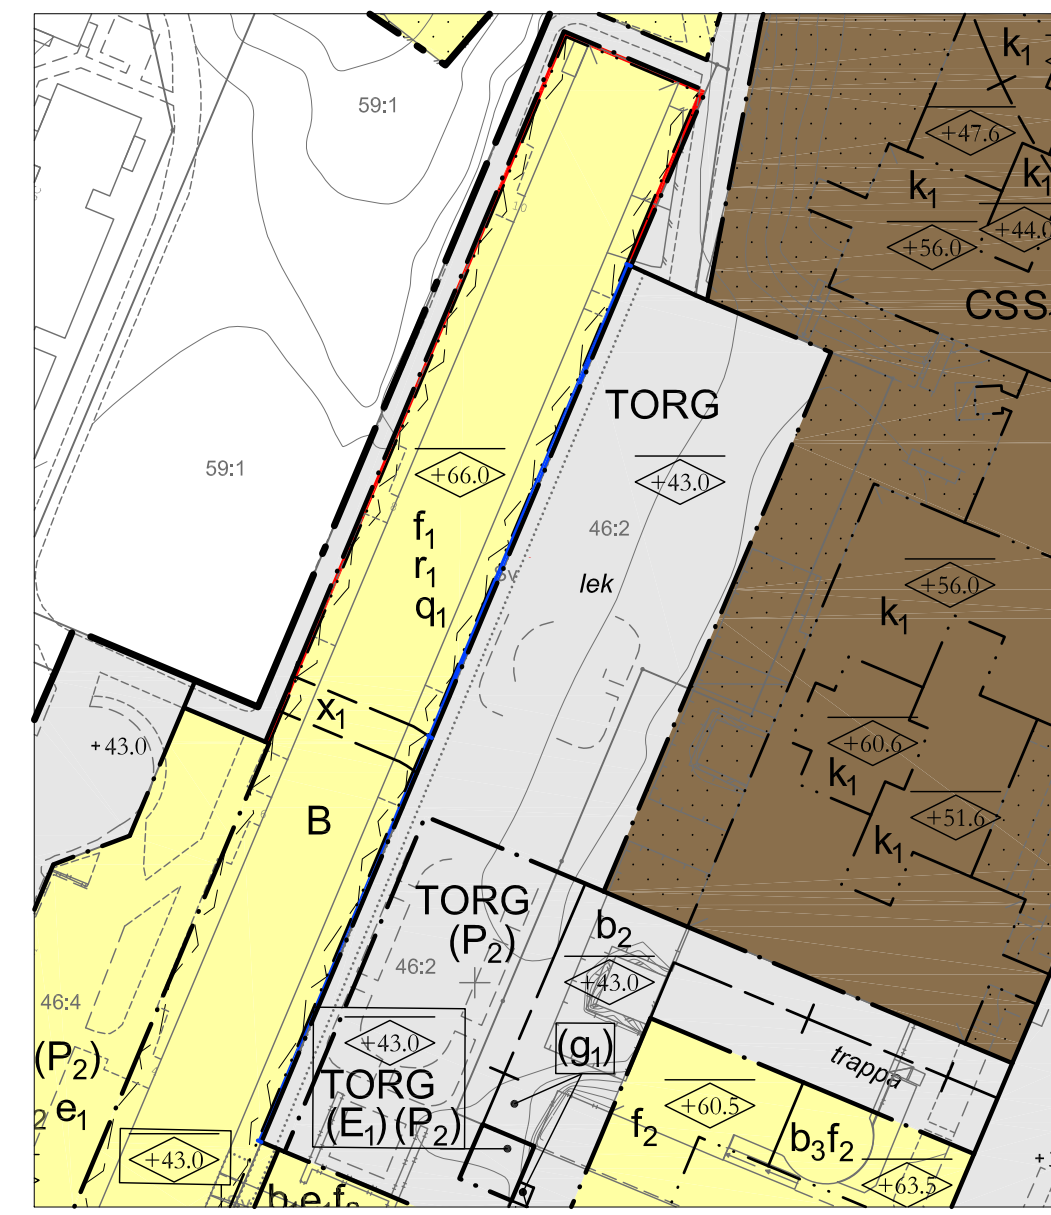 59:1
k₁
+47.6
k₁
k₁
+56.0
+44.0
CSS
10
TORG
59:1
+66.0
+43.0
f₁
r₁
q₁
46:2
lek
+56.0
k₁
x₁
+43.0
+60.6
k₁
B
+51.6
k₁
TORG
(P₂)
b₂
46:2
+43.0
46:4
+43.0
(g₁)
(P₂)
TORG
(E₁) (P₂)
trappa
e₁
+60.5
f₂
b₃f₂
+43.0
+63.5